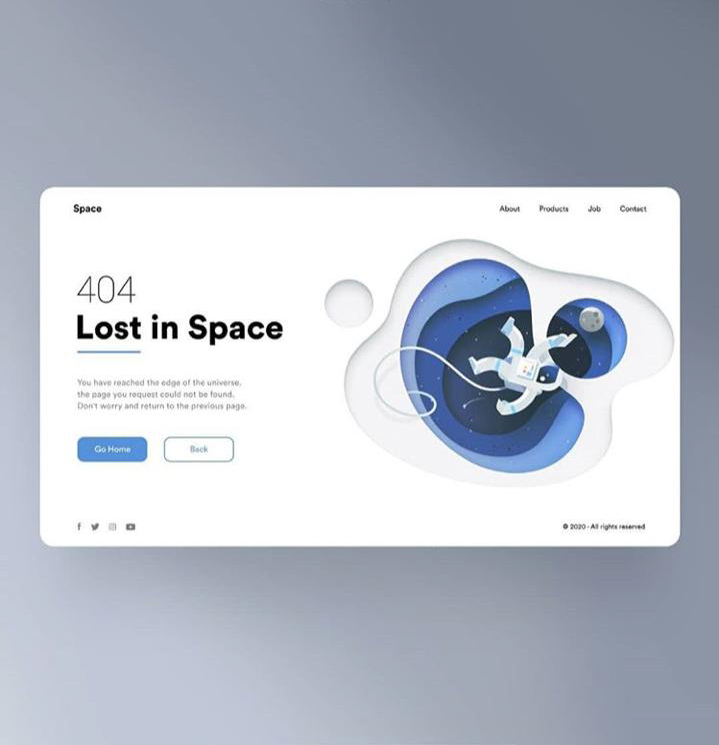 Space
About Products Job Contact
404
Lost in Space
You have reached the edge of the universe,
the page you request could not be found.
Don't worry and return to the previous page.
Go Home
Back
© 2020 - All rights reserved